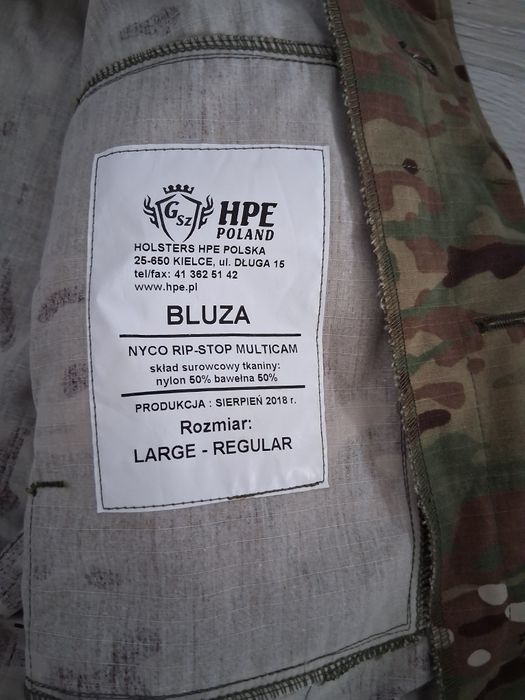 GSZ
HPE
POLAND
HOLSTERS HPE POLSKA
25-650 KIELCE, ul. DŁUGA 15
tel/fax: 41 362 51 42
www.hpe.pl
BLUZA
NYCO RIP-STOP MULTICAM
skład surowcowy tkaniny:
nylon 50% bawełna 50%
PRODUKCJA : SIERPIEŃ 2018 r.
Rozmiar:
LARGE - REGULAR